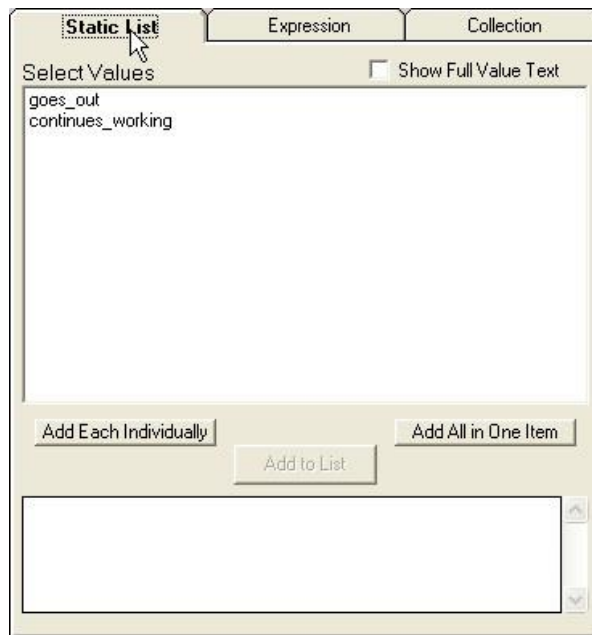 Static List Expression Collection
Select Values Show Full Value Text
goes_out
continues_working
Add Each Individually Add All in One Item
Add to List